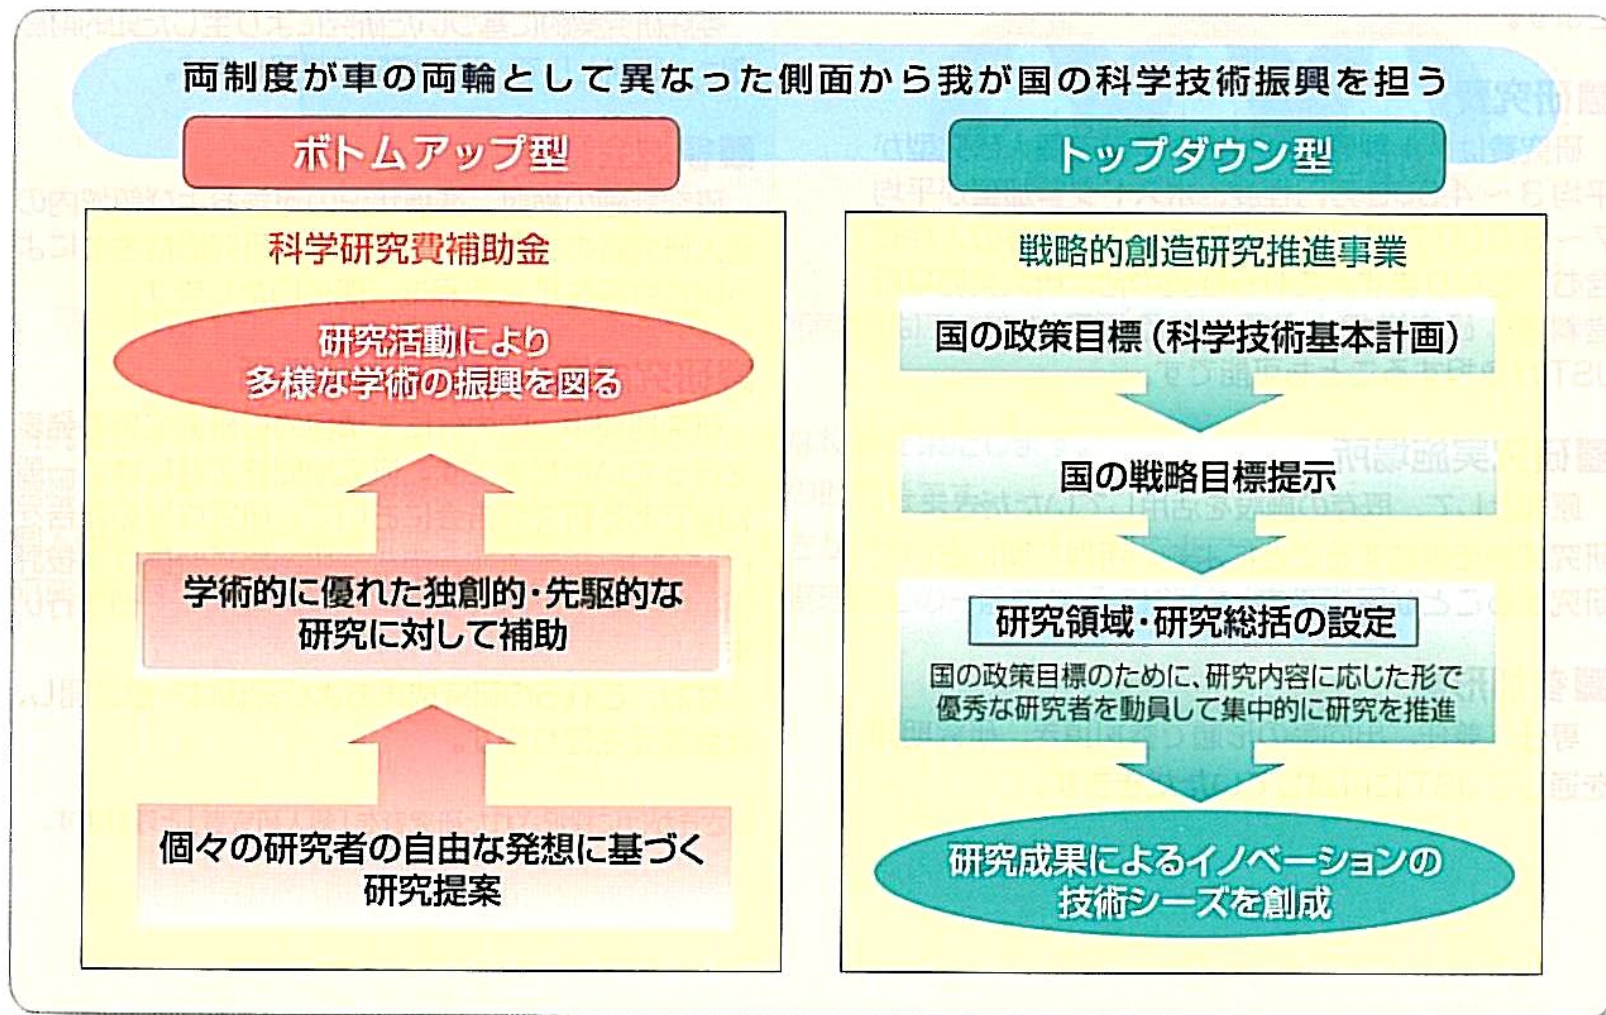 両制度が車の両輪として異なった側面から我が国の科学技術振興を担う
ボトムアップ型
科学研究費補助金
研究活動により
多様な学術の振興を図る
学術的に優れた独創的・先駆的な
研究に対して補助
個々の研究者の自由な発想に基づく
研究提案
トップダウン型
戦略的創造研究推進事業
国の政策目標（科学技術基本計画）
国の戦略目標提示
研究領域・研究総括の設定
国の政策目標のために、研究内容に応じた形で
優秀な研究者を動員して集中的に研究を推進
研究成果によるイノベーションの
技術シーズを創成